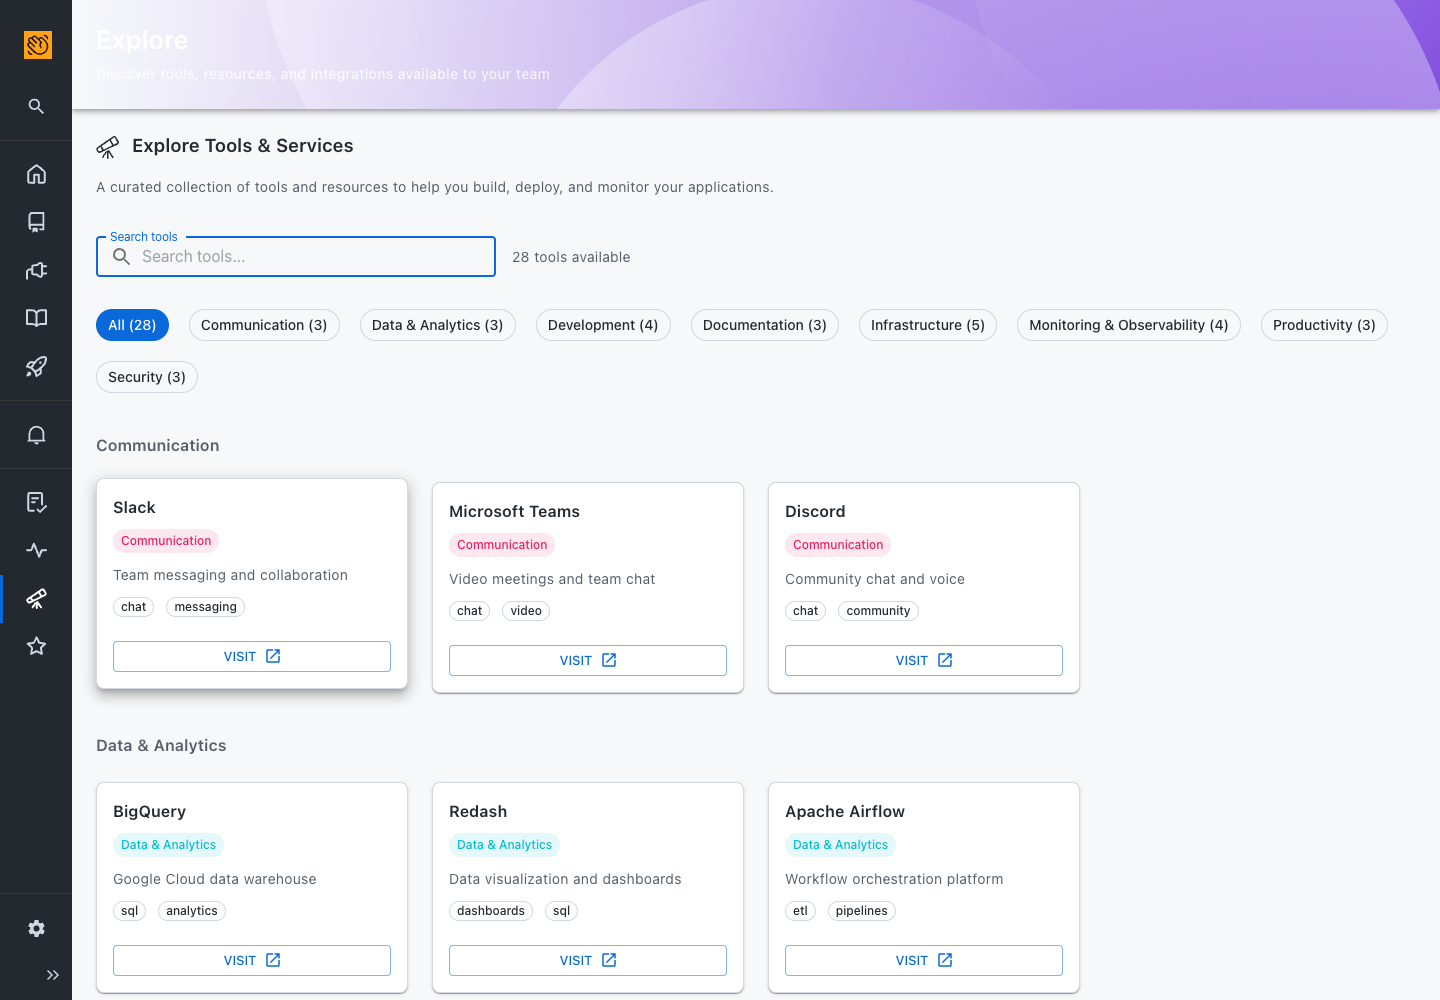 Explore
Discover tools, resources, and integrations available to your team
Explore Tools & Services
A curated collection of tools and resources to help you build, deploy, and monitor your applications.
Search tools
Search tools...
28 tools available
All (28)
Communication (3)
Data & Analytics (3)
Development (4)
Documentation (3)
Infrastructure (5)
Monitoring & Observability (4)
Productivity (3)
Security (3)
Communication
Slack
Communication
Team messaging and collaboration
chat messaging
VISIT
Microsoft Teams
Communication
Video meetings and team chat
chat video
VISIT
Discord
Communication
Community chat and voice
chat community
VISIT
Data & Analytics
BigQuery
Data & Analytics
Google Cloud data warehouse
sql analytics
VISIT
Redash
Data & Analytics
Data visualization and dashboards
dashboards sql
VISIT
Apache Airflow
Data & Analytics
Workflow orchestration platform
etl pipelines
VISIT